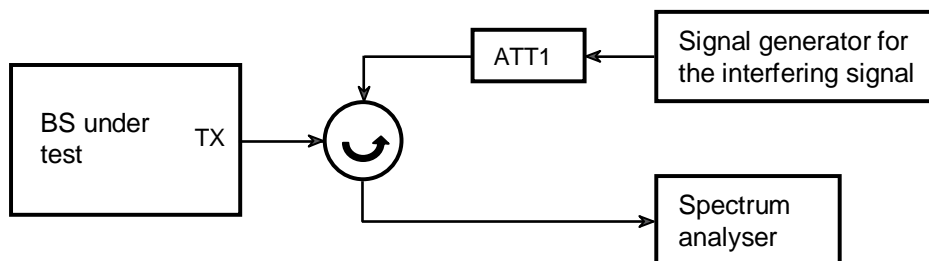 BS under
test
TX
ATT1
Signal generator for
the interfering signal
Spectrum
analyser